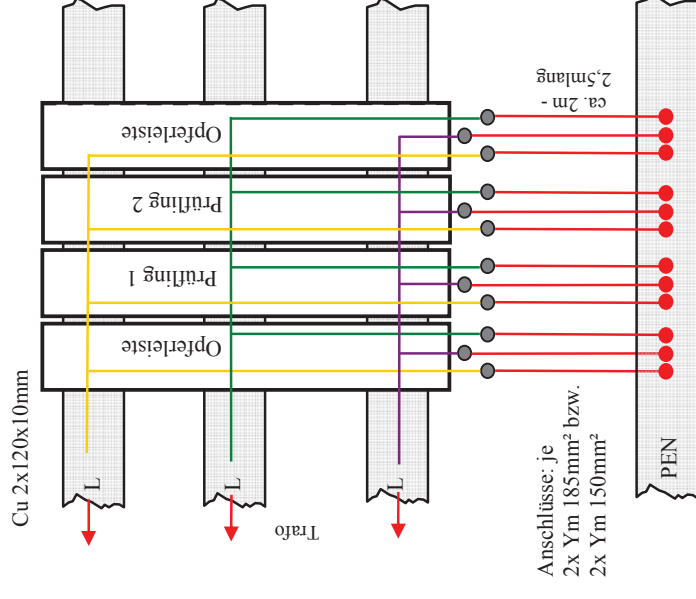 Cu 2x120x10mm
Opferleiste
Prüfling 2
Prüfling 1
Opferleiste
ca. 2m -
2,5mlang
L
L
L
Trafo
Anschlüsse: je
2x Ym 185mm² bzw.
2x Ym 150mm²
PEN